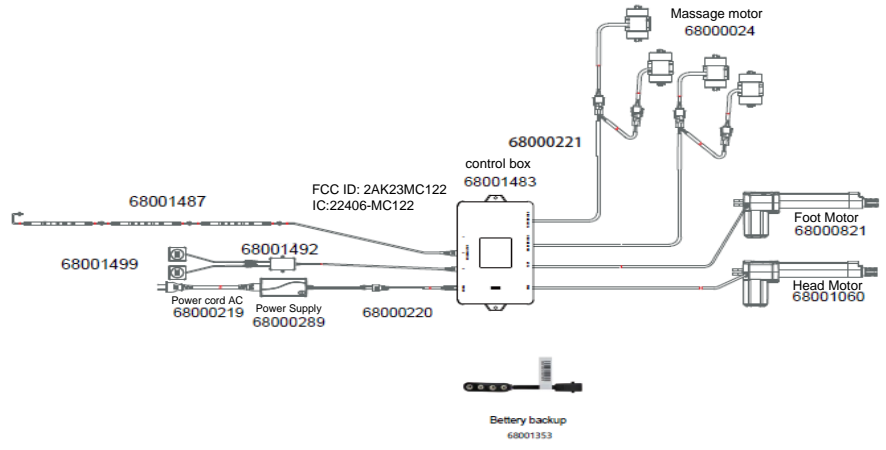 Massage motor
68000024
68000221
control box
68001483
FCC ID: 2AK23MC122
IC:22406-MC122
68001487
68001492
68001499
Foot Motor
68000821
Head Motor
68001060
Power cord AC
68000219
Power Supply
68000289
68000220
Bettery backup
68001353